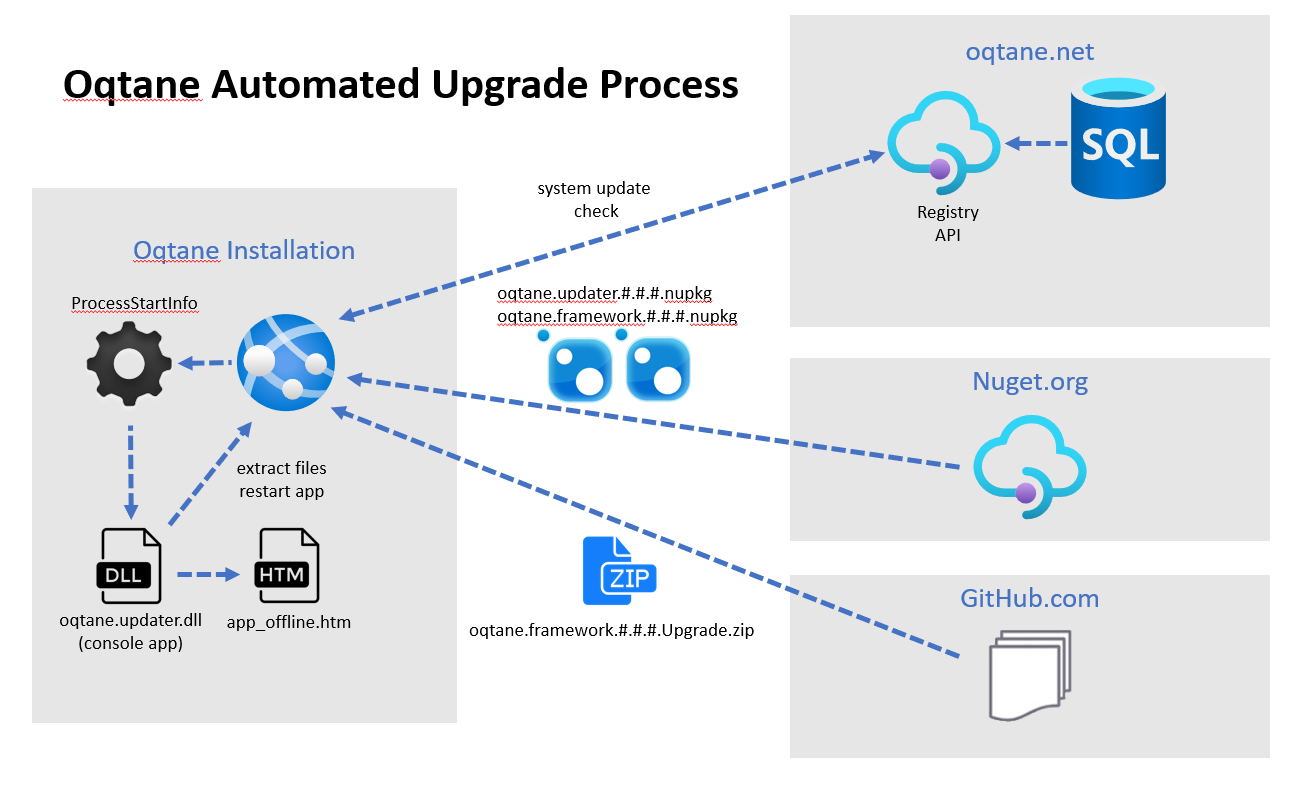 Oqtane Automated Upgrade Process
oqtane.net
SQL
Registry
API
system update
check
Oqtane Installation
ProcessStartInfo
oqtane.updater.#.#.#.nupkg
oqtane.framework.#.#.#.nupkg
Nuget.org
extract files
restart app
DLL
oqtane.updater.dll
(console app)
HTM
app_offline.htm
ZIP
oqtane.framework.#.#.#.Upgrade.zip
GitHub.com